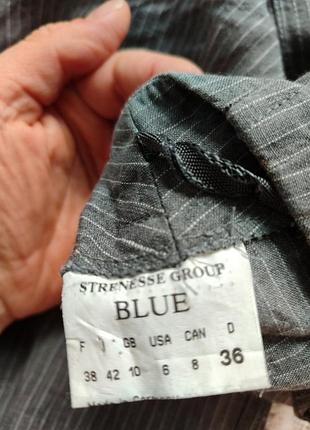 STRENESSE GROUP
BLUE
F I GB USA CAN D
38 42 10 6 8 36